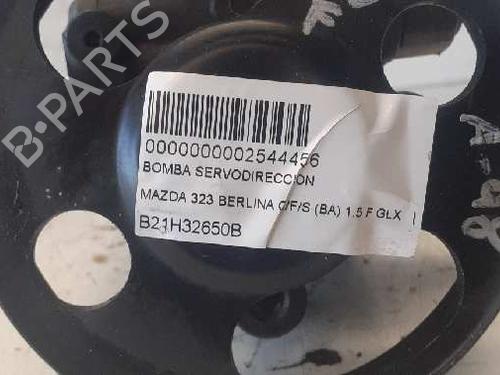 B-PARTS
0000000002544456
BOMBA SERVODIRECCION
MAZDA 323 BERLINA C/F/S (BA) 1.5 F GLX
B21H32650B